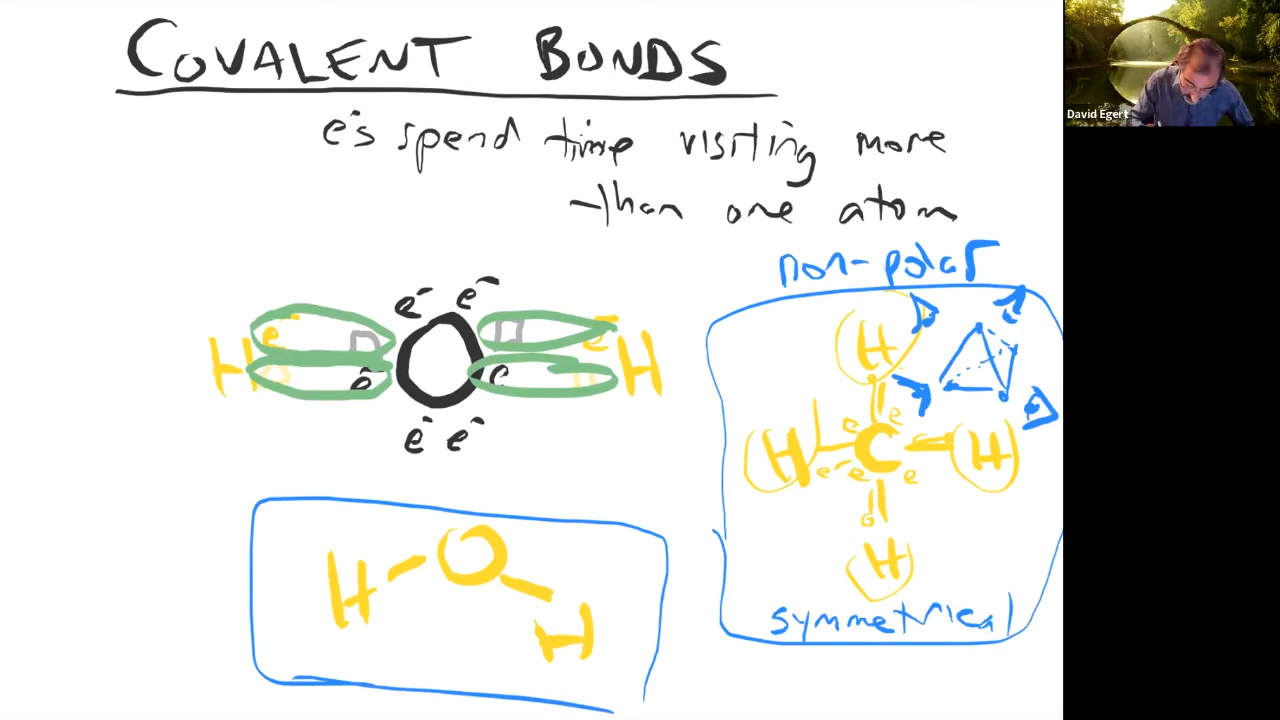 COVALENT BONDS
e⁻'s spend time visiting more
than one atom
David Egert
non-polar
e⁻ e⁻
H e⁻ e⁻ H
e⁻ O e
e⁻ e⁻
H
e e
H C H
e e e
H
symmetrical
H O
H